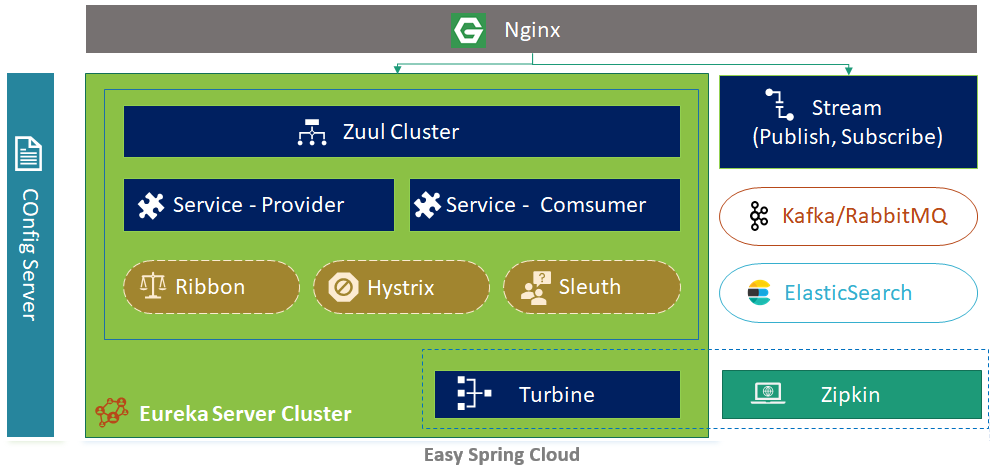 Nginx
COnfig Server
Zuul Cluster
Stream
(Publish, Subscribe)
Service - Provider
Service - Comsumer
Kafka/RabbitMQ
Ribbon
Hystrix
Sleuth
ElasticSearch
Turbine
Zipkin
Eureka Server Cluster
Easy Spring Cloud